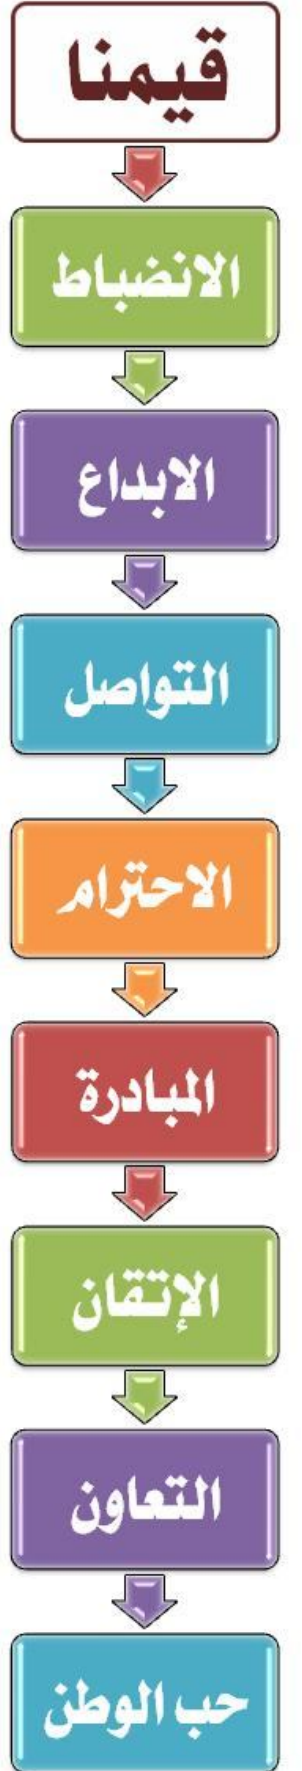 قيمنا
الانضباط
الابداع
التواصل
الاحترام
المبادرة
الإتقان
التعاون
حب الوطن